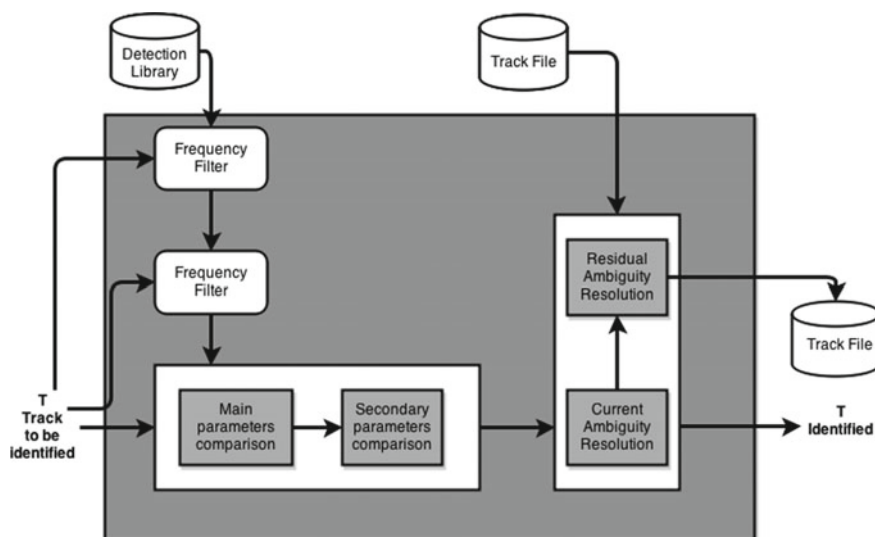 Detection
Library
Track File
Frequency
Filter
Frequency
Filter
Residual
Ambiguity
Resolution
Track File
T
Track
to be
identified
Main
parameters
comparison
Secondary
parameters
comparison
Current
Ambiguity
Resolution
T
Identified